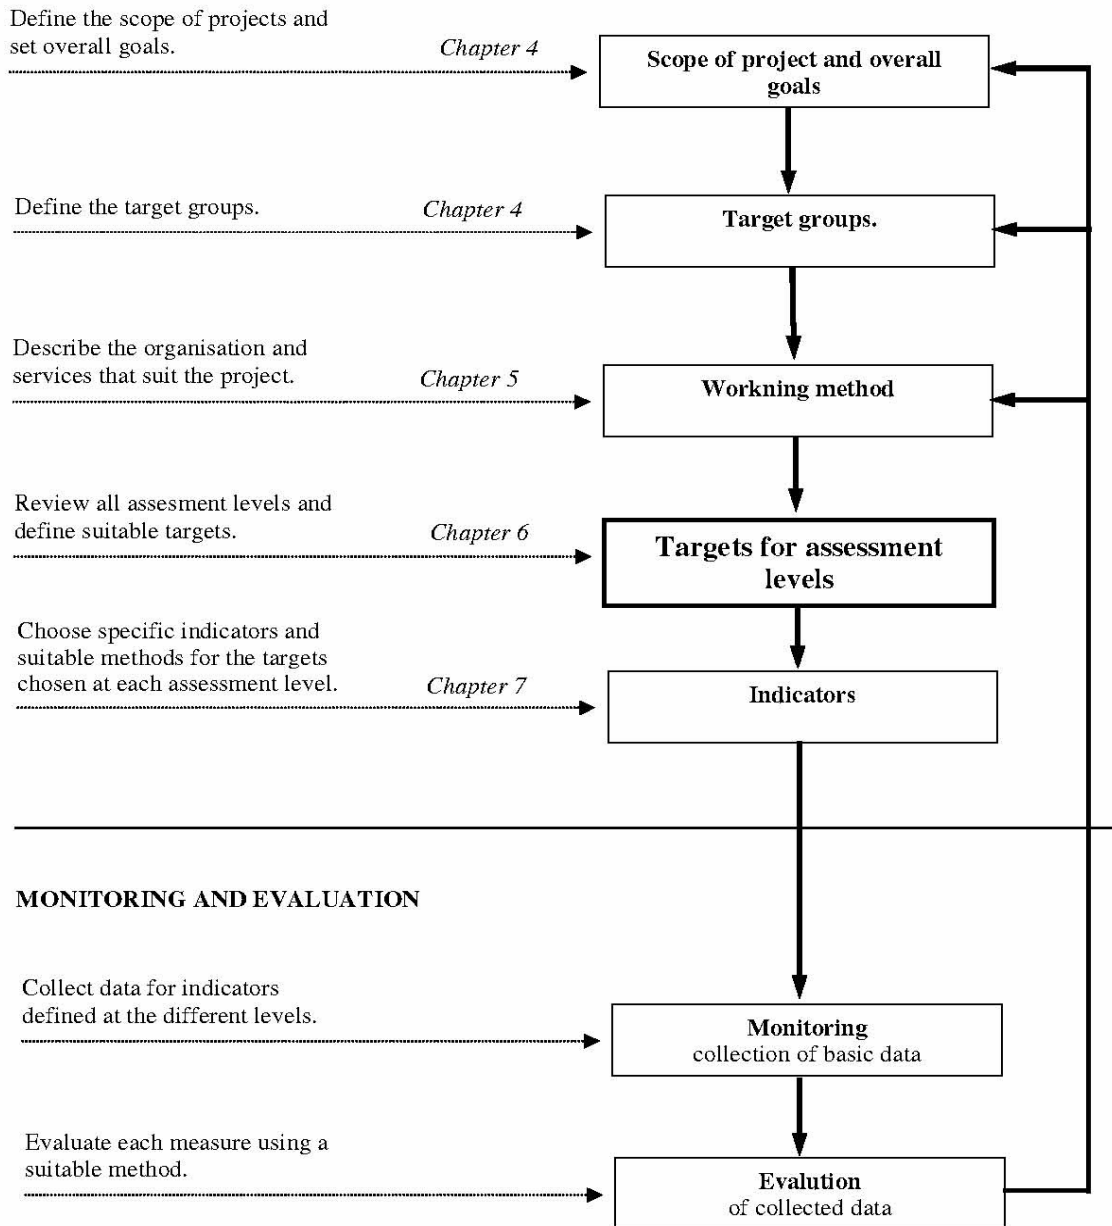 Define the scope of projects and
set overall goals.
Chapter 4
Scope of project and overall
goals
Define the target groups.
Chapter 4
Target groups.
Describe the organisation and
services that suit the project.
Chapter 5
Workning method
Review all assesment levels and
define suitable targets.
Chapter 6
Targets for assessment
levels
Choose specific indicators and
suitable methods for the targets
chosen at each assessment level.
Chapter 7
Indicators
MONITORING AND EVALUATION
Collect data for indicators
defined at the different levels.
Monitoring
collection of basic data
Evaluate each measure using a
suitable method.
Evalution
of collected data